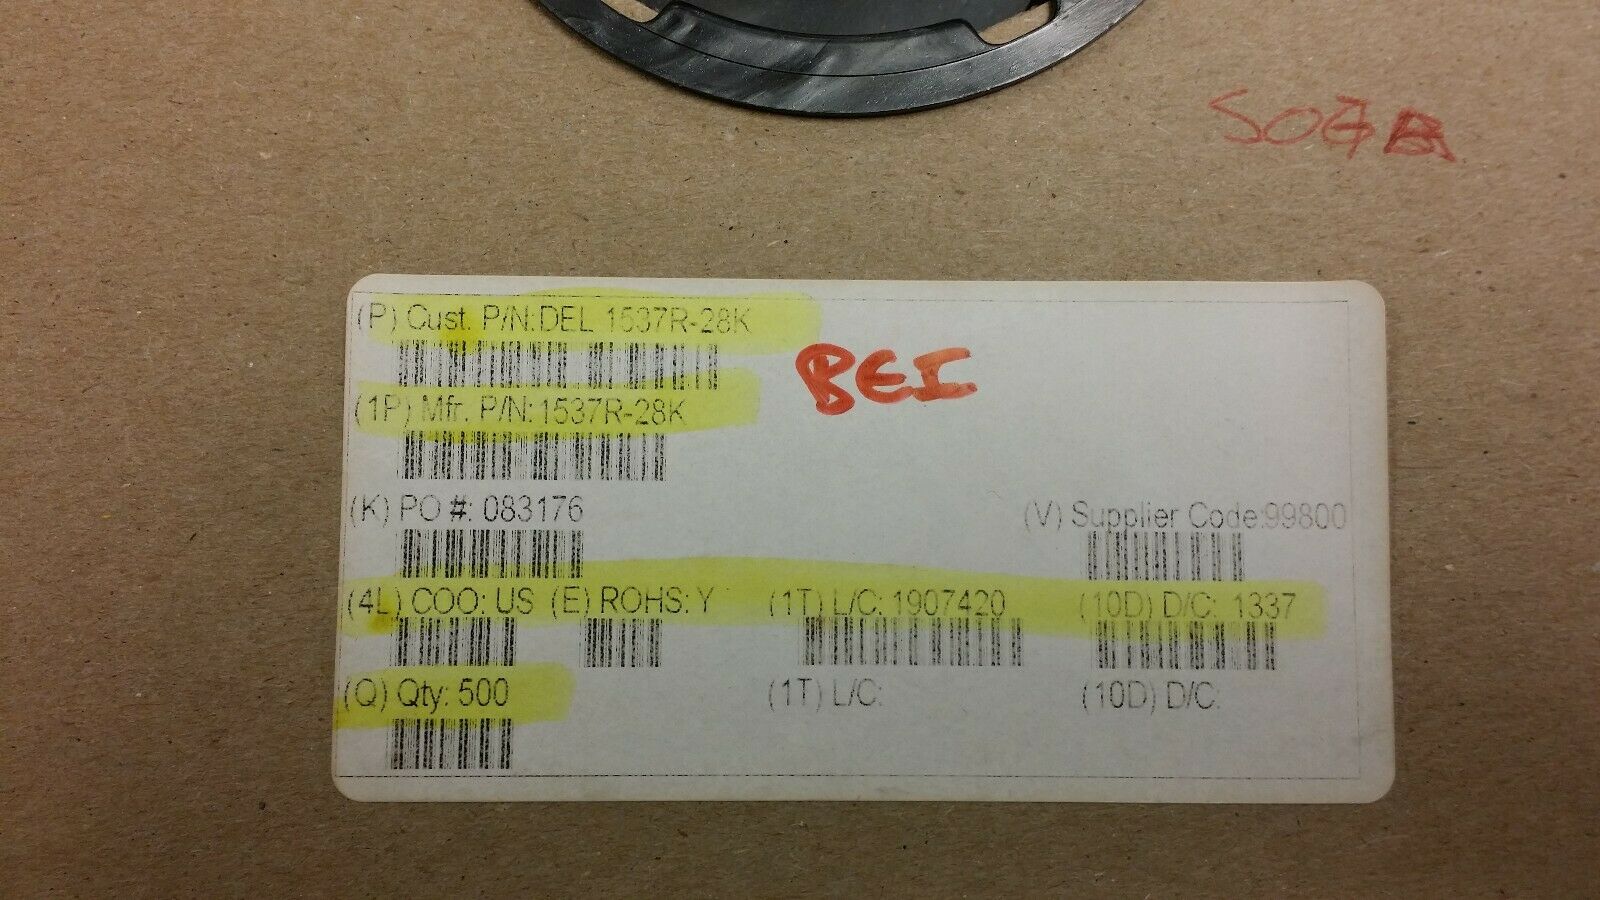 (P) Cust. P/N:DEL 1537R-28K
BEI
(1P) Mfr. P/N:1537R-28K
(K) PO #: 083176
(V) Supplier Code:99800
(4L) COO: US (E) ROHS: Y (1T) L/C: 1907420 (10D) D/C: 1337
(Q) Qty: 500 (1T) L/C: (10D) D/C: